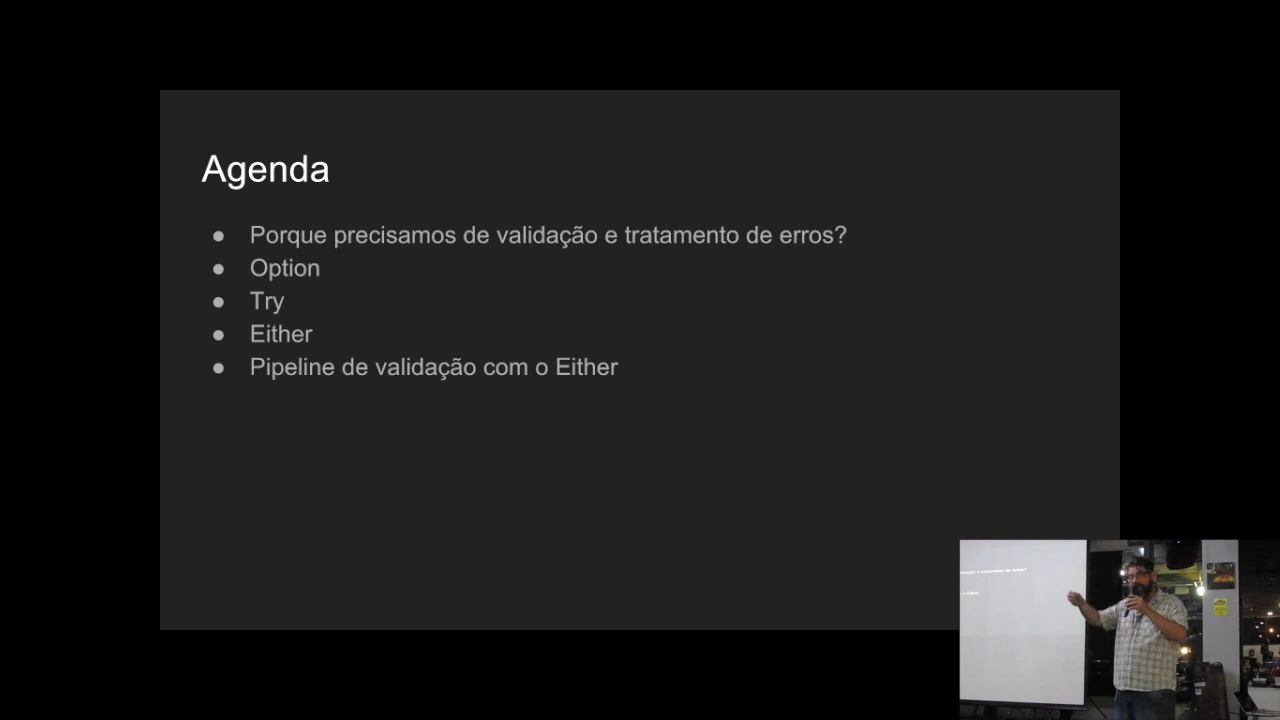 Agenda
● Porque precisamos de validação e tratamento de erros?
● Option
● Try
● Either
● Pipeline de validação com o Either